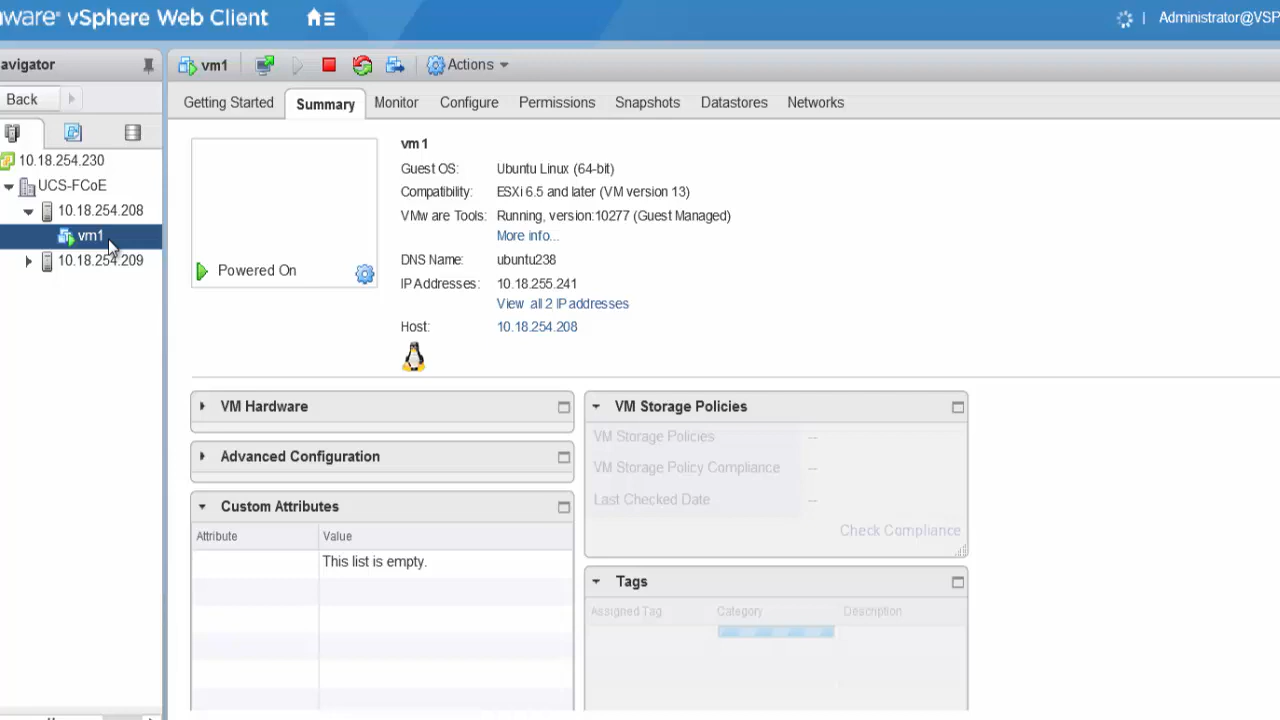 ware® vSphere Web Client
Administrator@VSP
avigator
vm1
Actions
Back
Getting Started Summary Monitor Configure Permissions Snapshots Datastores Networks
10.18.254.230
UCS-FCoE
10.18.254.208
vm1
10.18.254.209
Powered On
vm1
Guest OS: Ubuntu Linux (64-bit)
Compatibility: ESXi 6.5 and later (VM version 13)
VMware Tools: Running, version:10277 (Guest Managed)
More info...
DNS Name: ubuntu238
IP Addresses: 10.18.255.241
View all 2 IP addresses
Host: 10.18.254.208
VM Hardware
Advanced Configuration
Custom Attributes
Attribute Value
This list is empty.
VM Storage Policies
VM Storage Policies --
VM Storage Policy Compliance --
Last Checked Date --
Check Compliance
Tags
Assigned Tag Category Description